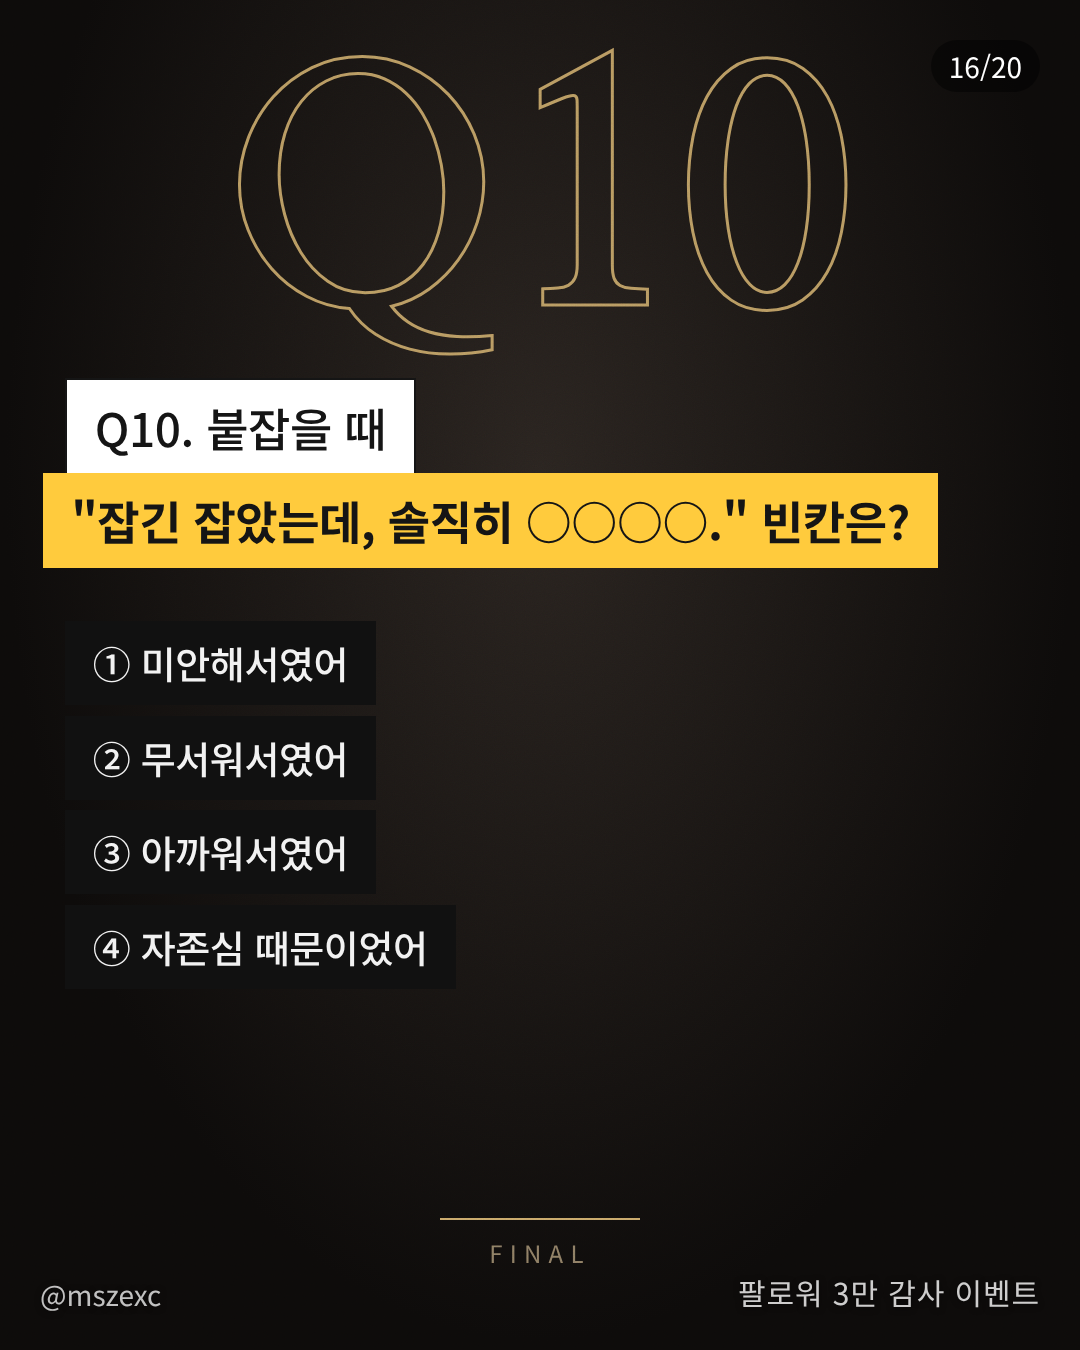 Q10
16/20
Q10. 붙잡을 때
"잡긴 잡았는데, 솔직히 ○○○○." 빈칸은?
① 미안해서였어
② 무서워서였어
③ 아까워서였어
④ 자존심 때문이었어
FINAL
@mszexc
팔로워 3만 감사 이벤트